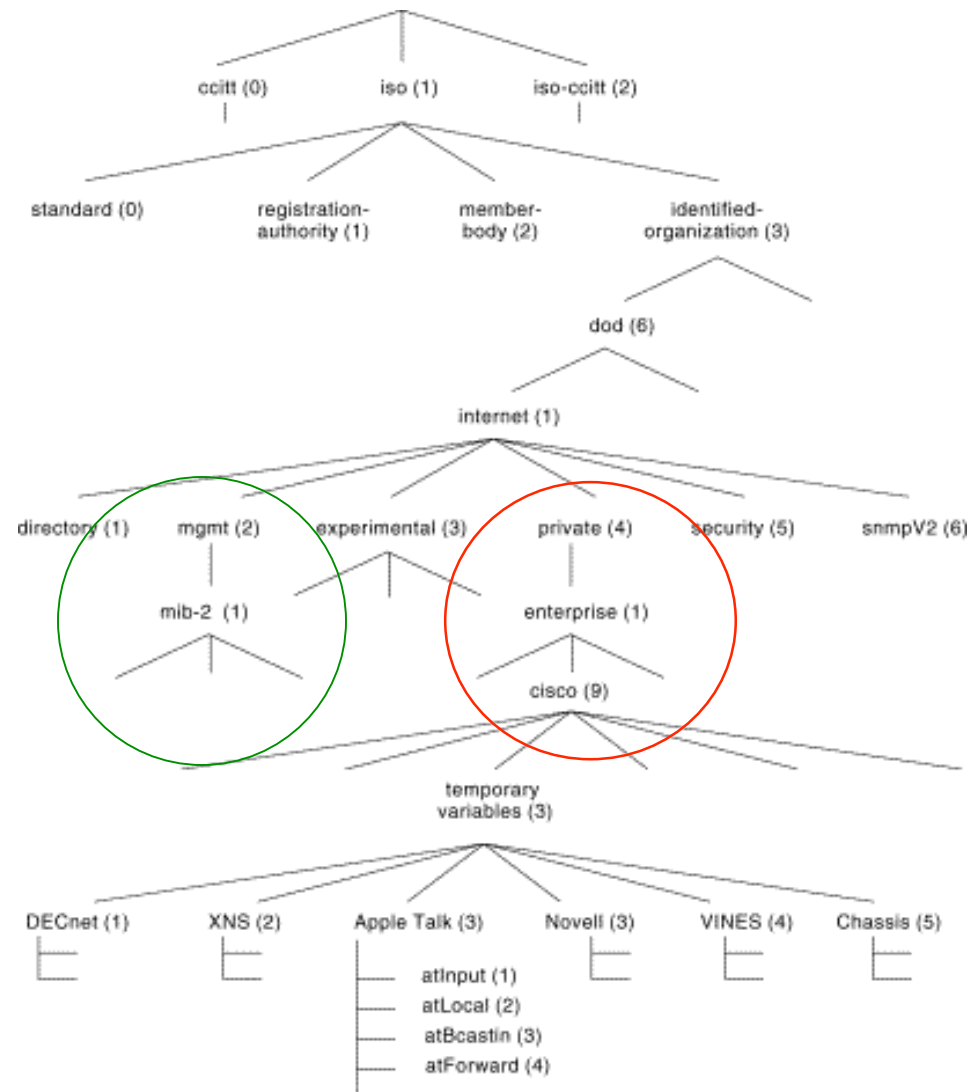 ccitt (0) iso (1) iso-ccitt (2)
standard (0) registration- member- identified-
authority (1) body (2) organization (3)
dod (6)
internet (1)
directory (1) mgmt (2) experimental (3) private (4) security (5) snmpV2 (6)
mib-2 (1) enterprise (1)
cisco (9)
temporary
variables (3)
DECnet (1) XNS (2) Apple Talk (3) Novell (3) VINES (4) Chassis (5)
atInput (1)
atLocal (2)
atBcastin (3)
atForward (4)